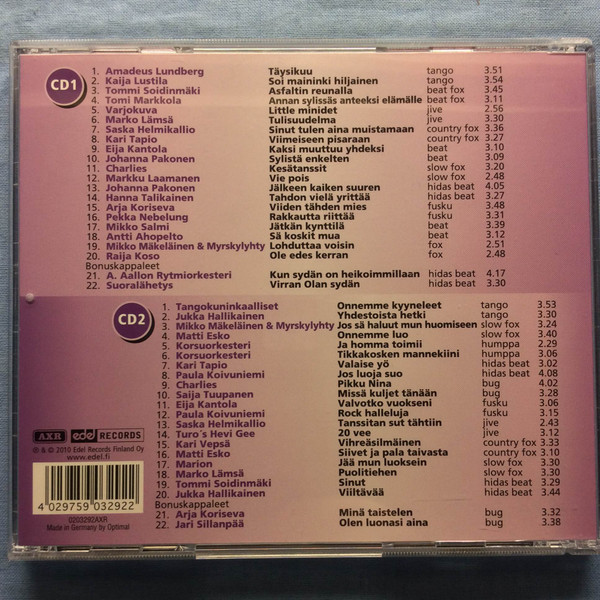 CD1
1. Amadeus Lundberg Täysikuu tango 3.51
2. Kaija Lustila Soi maininki hiljainen tango 3.54
3. Tommi Soidinmäki Asfaltin reunalla beat fox 3.45
4. Tomi Markkola Annan sylissäs anteeksi elämälle beat fox 3.11
5. Varjokuva Little minidet jive 2.56
6. Marko Lämsä Tulisuudelma jive 3.30
7. Saska Helmikallio Sinut tulen aina muistamaan country fox 3.36
8. Kari Tapio Viimeiseen pisaraan country fox 3.27
9. Eija Kantola Kaksi muuttuu yhdeksi beat 3.10
10. Johanna Pakonen Sylistä enkelten beat 3.09
11. Charlies Kesätanssit slow fox 3.20
12. Markku Laamanen Vie pois slow fox 2.48
13. Johanna Pakonen Jälkeen kaiken suuren hidas beat 4.05
14. Hanna Talikainen Tahdon vielä yrittää hidas beat 3.27
15. Arja Koriseva Viiden tähden mies fusku 3.48
16. Pekka Nebelung Rakkautta riittää fusku 3.31
17. Mikko Salmi Jätkän kynttilä beat 3.39
18. Antti Ahopelto Sä koskit mua beat 3.12
19. Mikko Mäkeläinen & Myrskylyhty Lohduttaa voisin fox 2.51
20. Raija Koso Ole edes kerran fox 2.48
Bonuskappaleet
21. A. Aallon Rytmiorkesteri Kun sydän on heikoimmillaan hidas beat 4.17
22. Suoralähetys Virran Olan sydän hidas beat 3.30
CD2
1. Tangokuninkaalliset Onnemme kyyneleet tango 3.53
2. Jukka Hallikainen Yhdestoista hetki tango 3.30
3. Mikko Mäkeläinen & Myrskylyhty Jos sä haluut mun huomiseen slow fox 3.24
4. Matti Esko Onnemme luo slow fox 3.40
5. Korsuorkesteri Ja homma toimii humppa 2.29
6. Korsuorkesteri Tikkakosken mannekiini humppa 3.06
7. Kari Tapio Valaise yö hidas beat 3.02
8. Paula Koivuniemi Jos luoja suo hidas beat 4.08
9. Charlies Pikku Nina bug 4.02
10. Saija Tuupanen Missä kuljet tänään bug 3.28
11. Eija Kantola Valvotko vuokseni fusku 3.06
12. Paula Koivuniemi Rock halleluja fusku 3.15
13. Saska Helmikallio Tanssitan sut tähtiin jive 2.43
14. Turo´s Hevi Gee 20 vee jive 3.12
15. Kari Vepsä Vihreäsilmäinen country fox 3.33
16. Matti Esko Siivet ja pala taivasta country fox 3.10
17. Marion Jää mun luoksein slow fox 3.30
18. Marko Lämsä Puolitiehen slow fox 3.30
19. Tommi Soidinmäki Sinut hidas beat 3.29
20. Jukka Hallikainen Viiltävää hidas beat 3.44
Bonuskappaleet
21. Arja Koriseva Minä taistelen bug 3.32
22. Jari Sillanpää Olen luonasi aina bug 3.38
AXR edel RECORDS
℗ & © 2010 Edel Records Finland Oy
www.edel.fi
4 029759 032922
0203292AXR
Made in Germany by Optimal